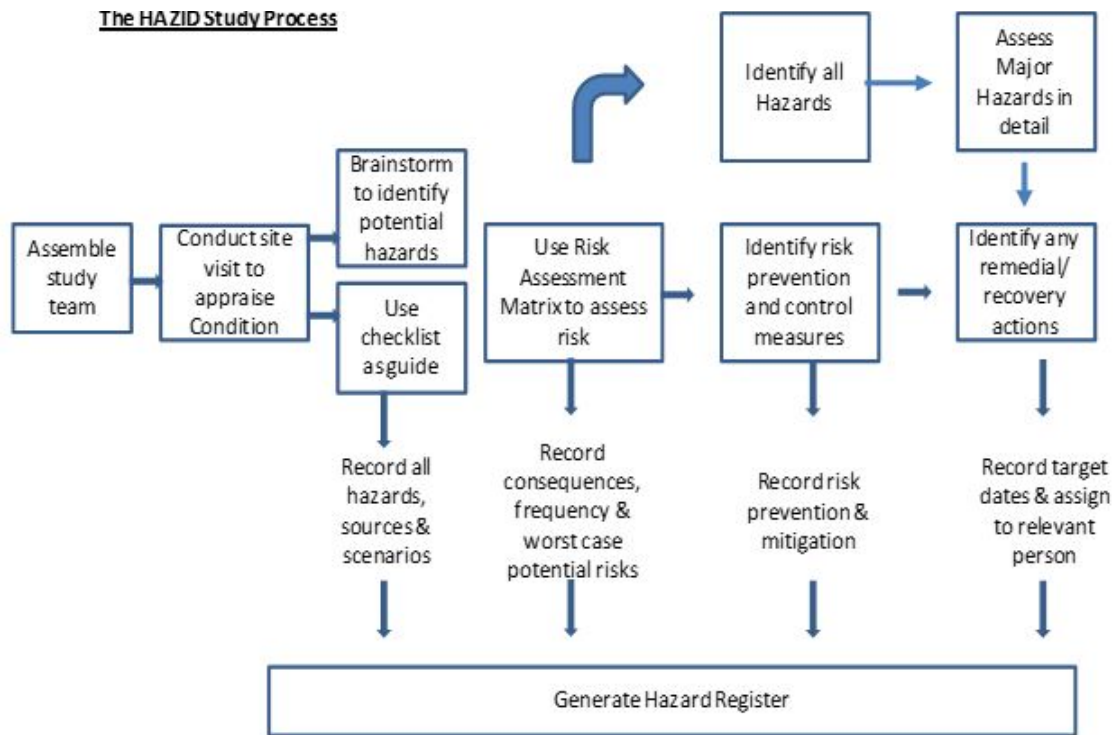 The HAZID Study Process
Identify all
Hazards
Assess
Major
Hazards in
detail
Brainstorm
to identify
potential
hazards
Assemble
study
team
Conduct site
visit to
appraise
Condition
Use
checklist
as guide
Use Risk
Assessment
Matrix to assess
risk
Identify risk
prevention
and control
measures
Identify any
remedial/
recovery
actions
Record all
hazards,
sources &
scenarios
Record
consequences,
frequency &
worst case
potential risks
Record risk
prevention &
mitigation
Record target
dates & assign
to relevant
person
Generate Hazard Register